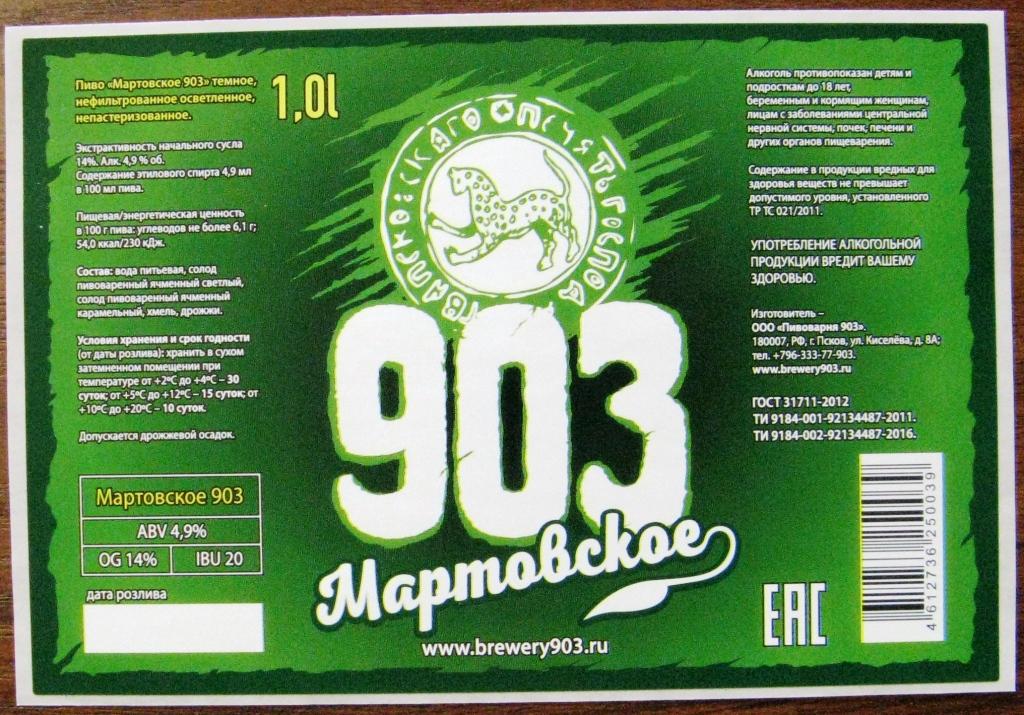 Пиво «Мартовское 903» темное,
нефильтрованное осветленное,
непастеризованное.
1,0l
Экстрактивность начального сусла
14%. Алк. 4,9 % об.
Содержание этилового спирта 4,9 мл
в 100 мл пива.
Пищевая/энергетическая ценность
в 100 г пива: углеводов не более 6,1 г;
54,0 ккал/230 кДж.
Состав: вода питьевая, солод
пивоваренный ячменный светлый,
солод пивоваренный ячменный
карамельный, хмель, дрожжи.
Условия хранения и срок годности
(от даты розлива): хранить в сухом
затемненном помещении при
температуре от +2ºС до +4ºС – 30
суток; от +5ºС до +12ºС – 15 суток; от
+10ºС до +20ºС – 10 суток.
Допускается дрожжевой осадок.
Мартовское 903
ABV 4,9%
OG 14% IBU 20
дата розлива
903
Мартовское
www.brewery903.ru
Алкоголь противопоказан детям и
подросткам до 18 лет,
беременным и кормящим женщинам,
лицам с заболеваниями центральной
нервной системы, почек, печени и
других органов пищеварения.
Содержание в продукции вредных для
здоровья веществ не превышает
допустимого уровня, установленного
ТР ТС 021/2011.
УПОТРЕБЛЕНИЕ АЛКОГОЛЬНОЙ
ПРОДУКЦИИ ВРЕДИТ ВАШЕМУ
ЗДОРОВЬЮ.
Изготовитель –
ООО «Пивоварня 903».
180007, РФ, г. Псков, ул. Киселёва, д. 8А;
тел. +796-333-77-903.
www.brewery903.ru
ГОСТ 31711-2012
ТИ 9184-001-92134487-2011.
ТИ 9184-002-92134487-2016.
EAC
4 612736 250039